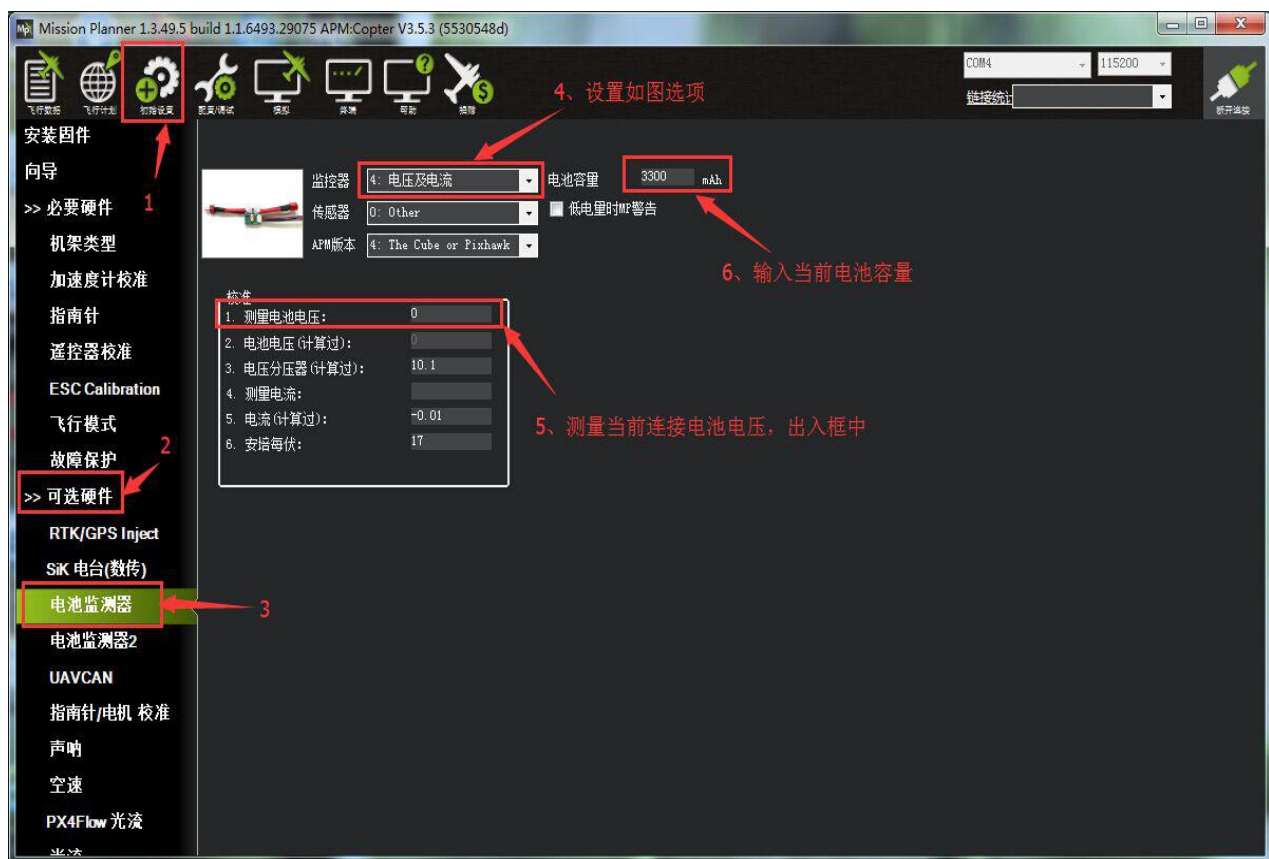 Mission Planner 1.3.49.5 build 1.1.6493.29075 APM:Copter V3.5.3 (5530548d)
飞行数据 飞行计划 初始设置 配置/调试 模拟 终端 帮助 捐赠
COM4 115200
链接统计
断开连接
4、设置如图选项
1
安装固件
向导
>> 必要硬件
机架类型
加速度计校准
指南针
遥控器校准
ESC Calibration
飞行模式
故障保护
2
>> 可选硬件
RTK/GPS Inject
SiK 电台(数传)
电池监测器
3
电池监测器2
UAVCAN
指南针/电机 校准
声呐
空速
PX4Flow 光流
光流
监控器 4: 电压及电流 电池容量 3300 mAh
传感器 0: Other 低电量时MP警告
APM版本 4: The Cube or Pixhawk
6、输入当前电池容量
校准
1. 测量电池电压: 0
2. 电池电压(计算过): 0
3. 电压分压器(计算过): 10.1
4. 测量电流:
5. 电流(计算过): -0.01
6. 安培每伏: 17
5、测量当前连接电池电压，出入框中